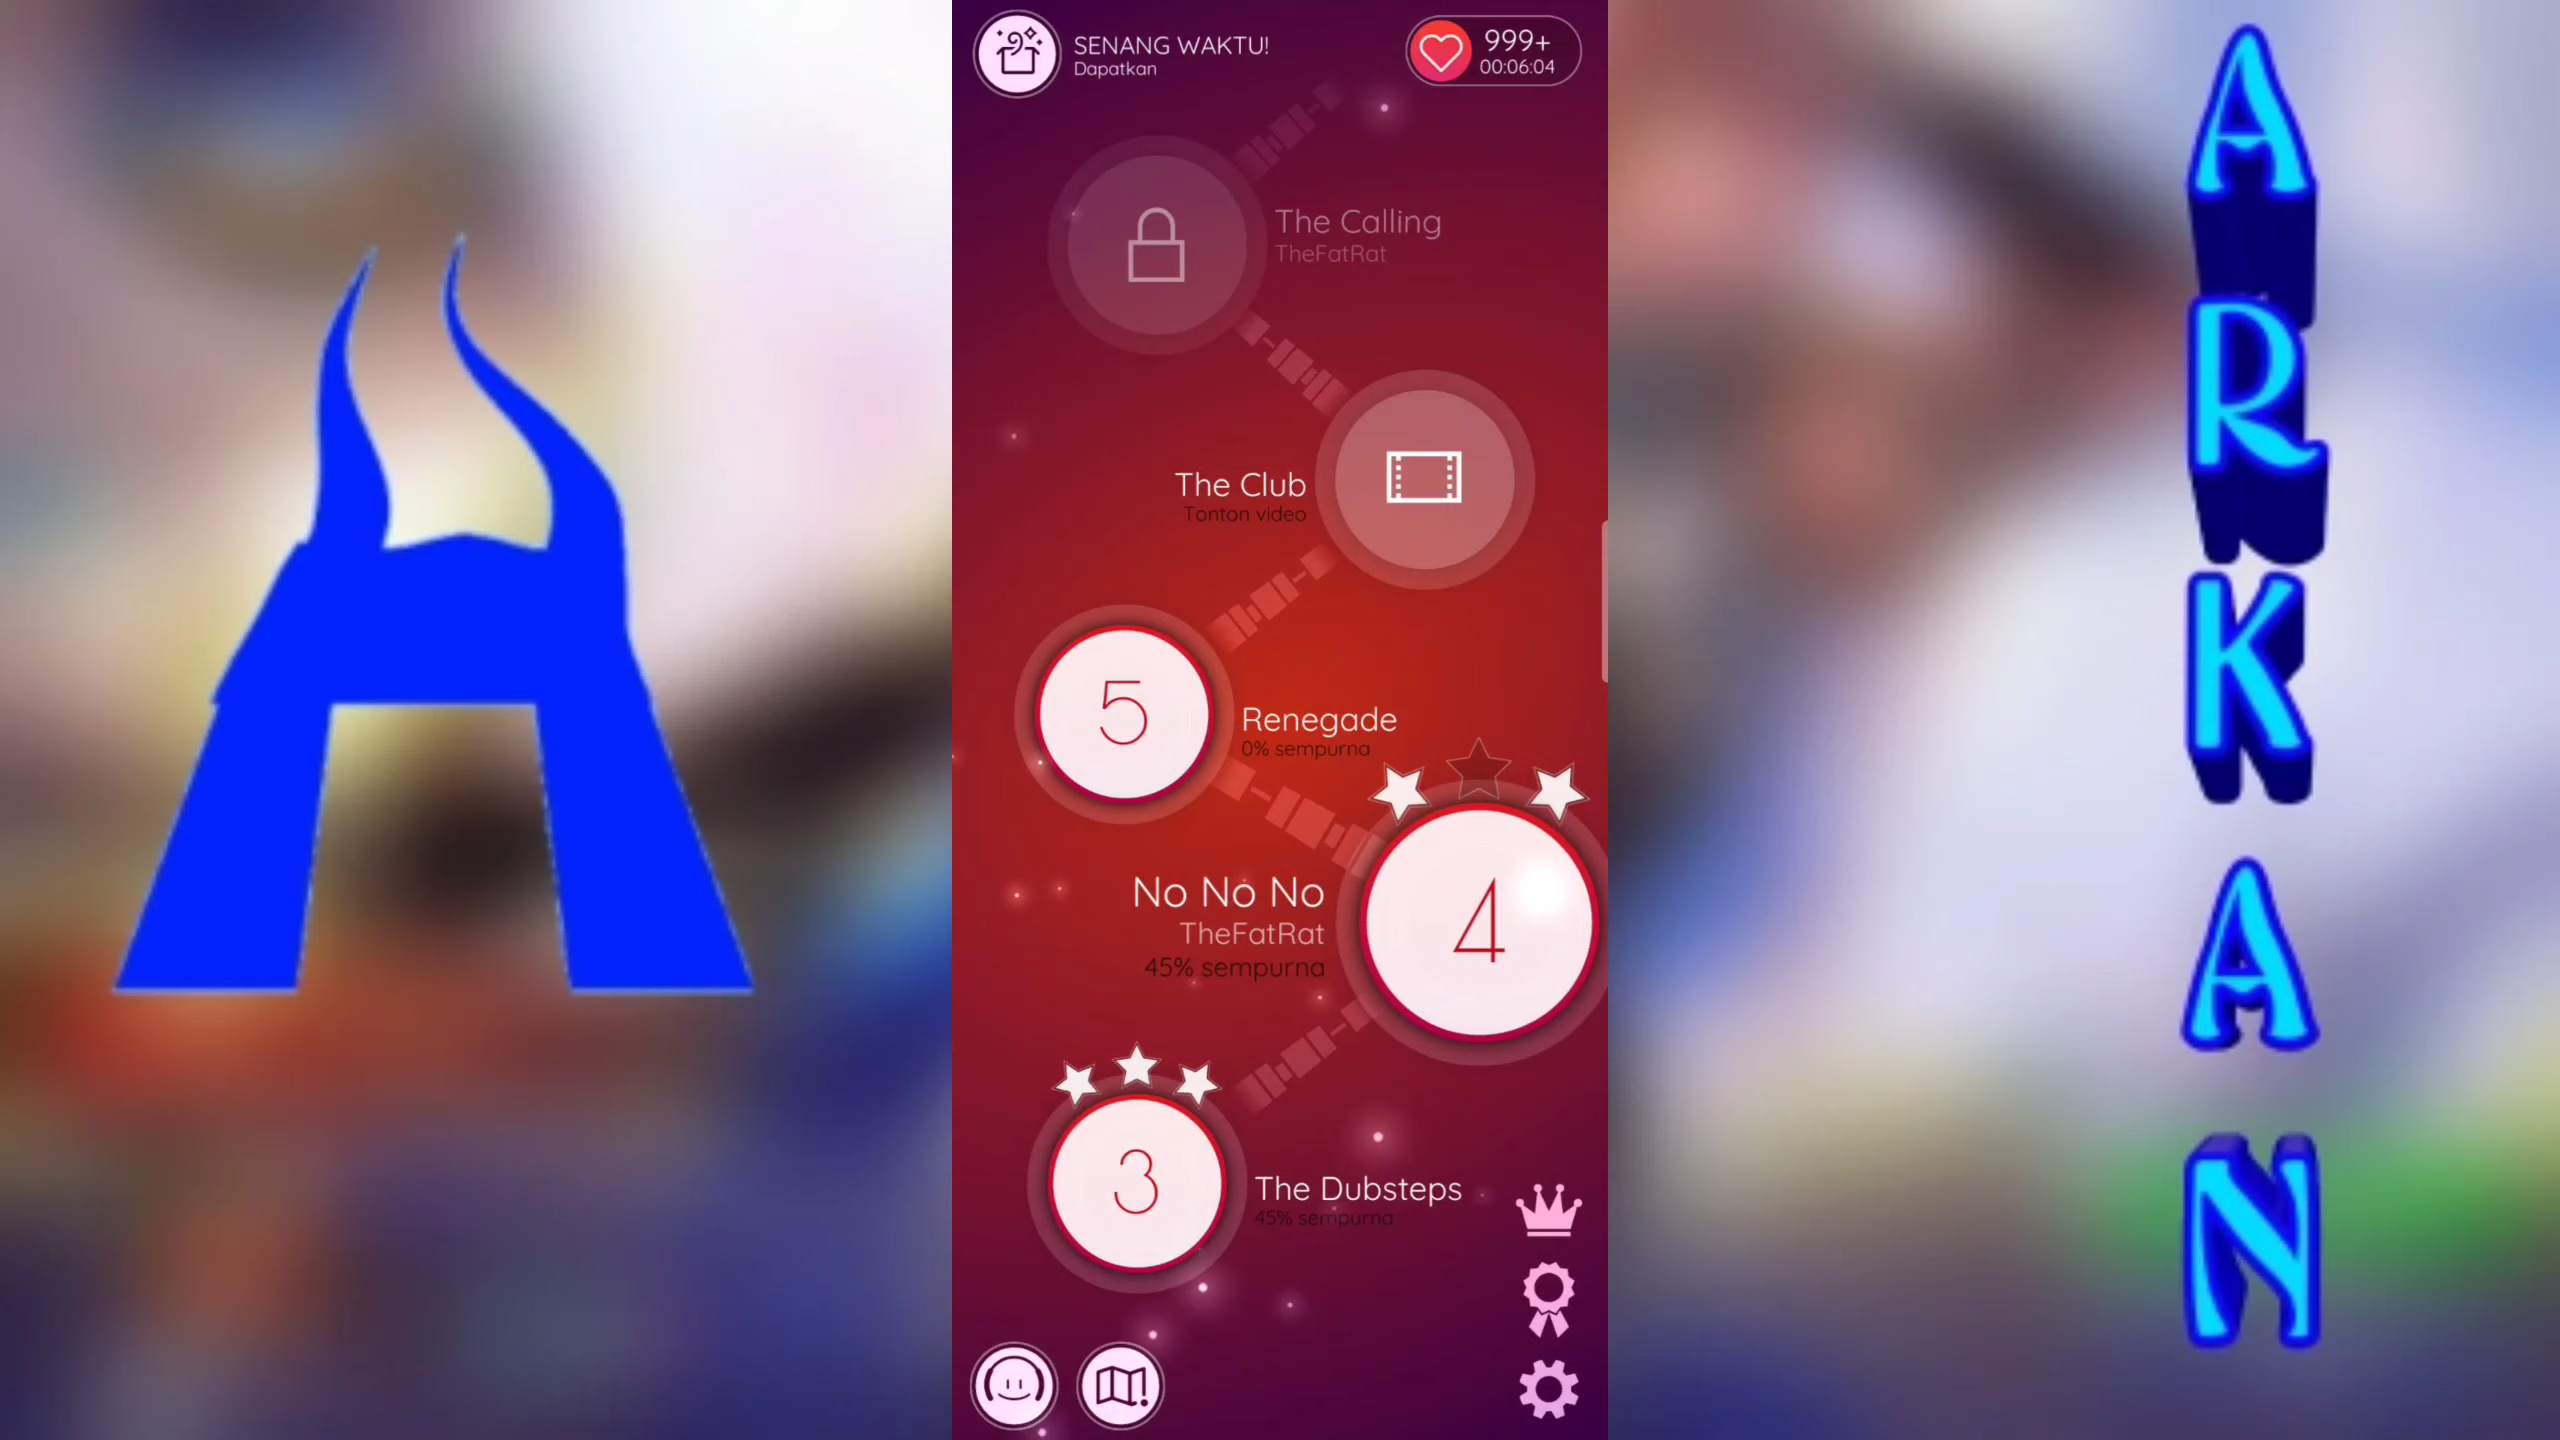 SENANG WAKTU!
Dapatkan
999+
00:06:04
The Calling
TheFatRat
The Club
Tonton video
5
Renegade
0% sempurna
No No No
TheFatRat
45% sempurna
4
3
The Dubsteps
45% sempurna
A
R
K
A
N